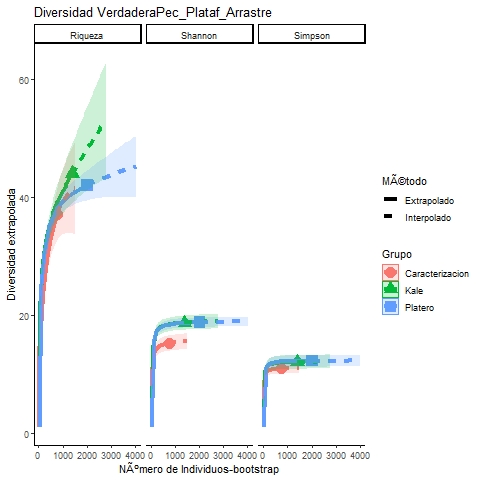 Diversidad VerdaderaPec_Plataf_Arrastre
Riqueza
Shannon
Simpson
Diversidad extrapolada
60
40
20
0
0 1000 2000 3000 4000
0 1000 2000 3000 4000
0 1000 2000 3000 4000
NÃºmero de Individuos-bootstrap
MÃ©todo
Extrapolado
Interpolado
Grupo
Caracterizacion
Kale
Platero